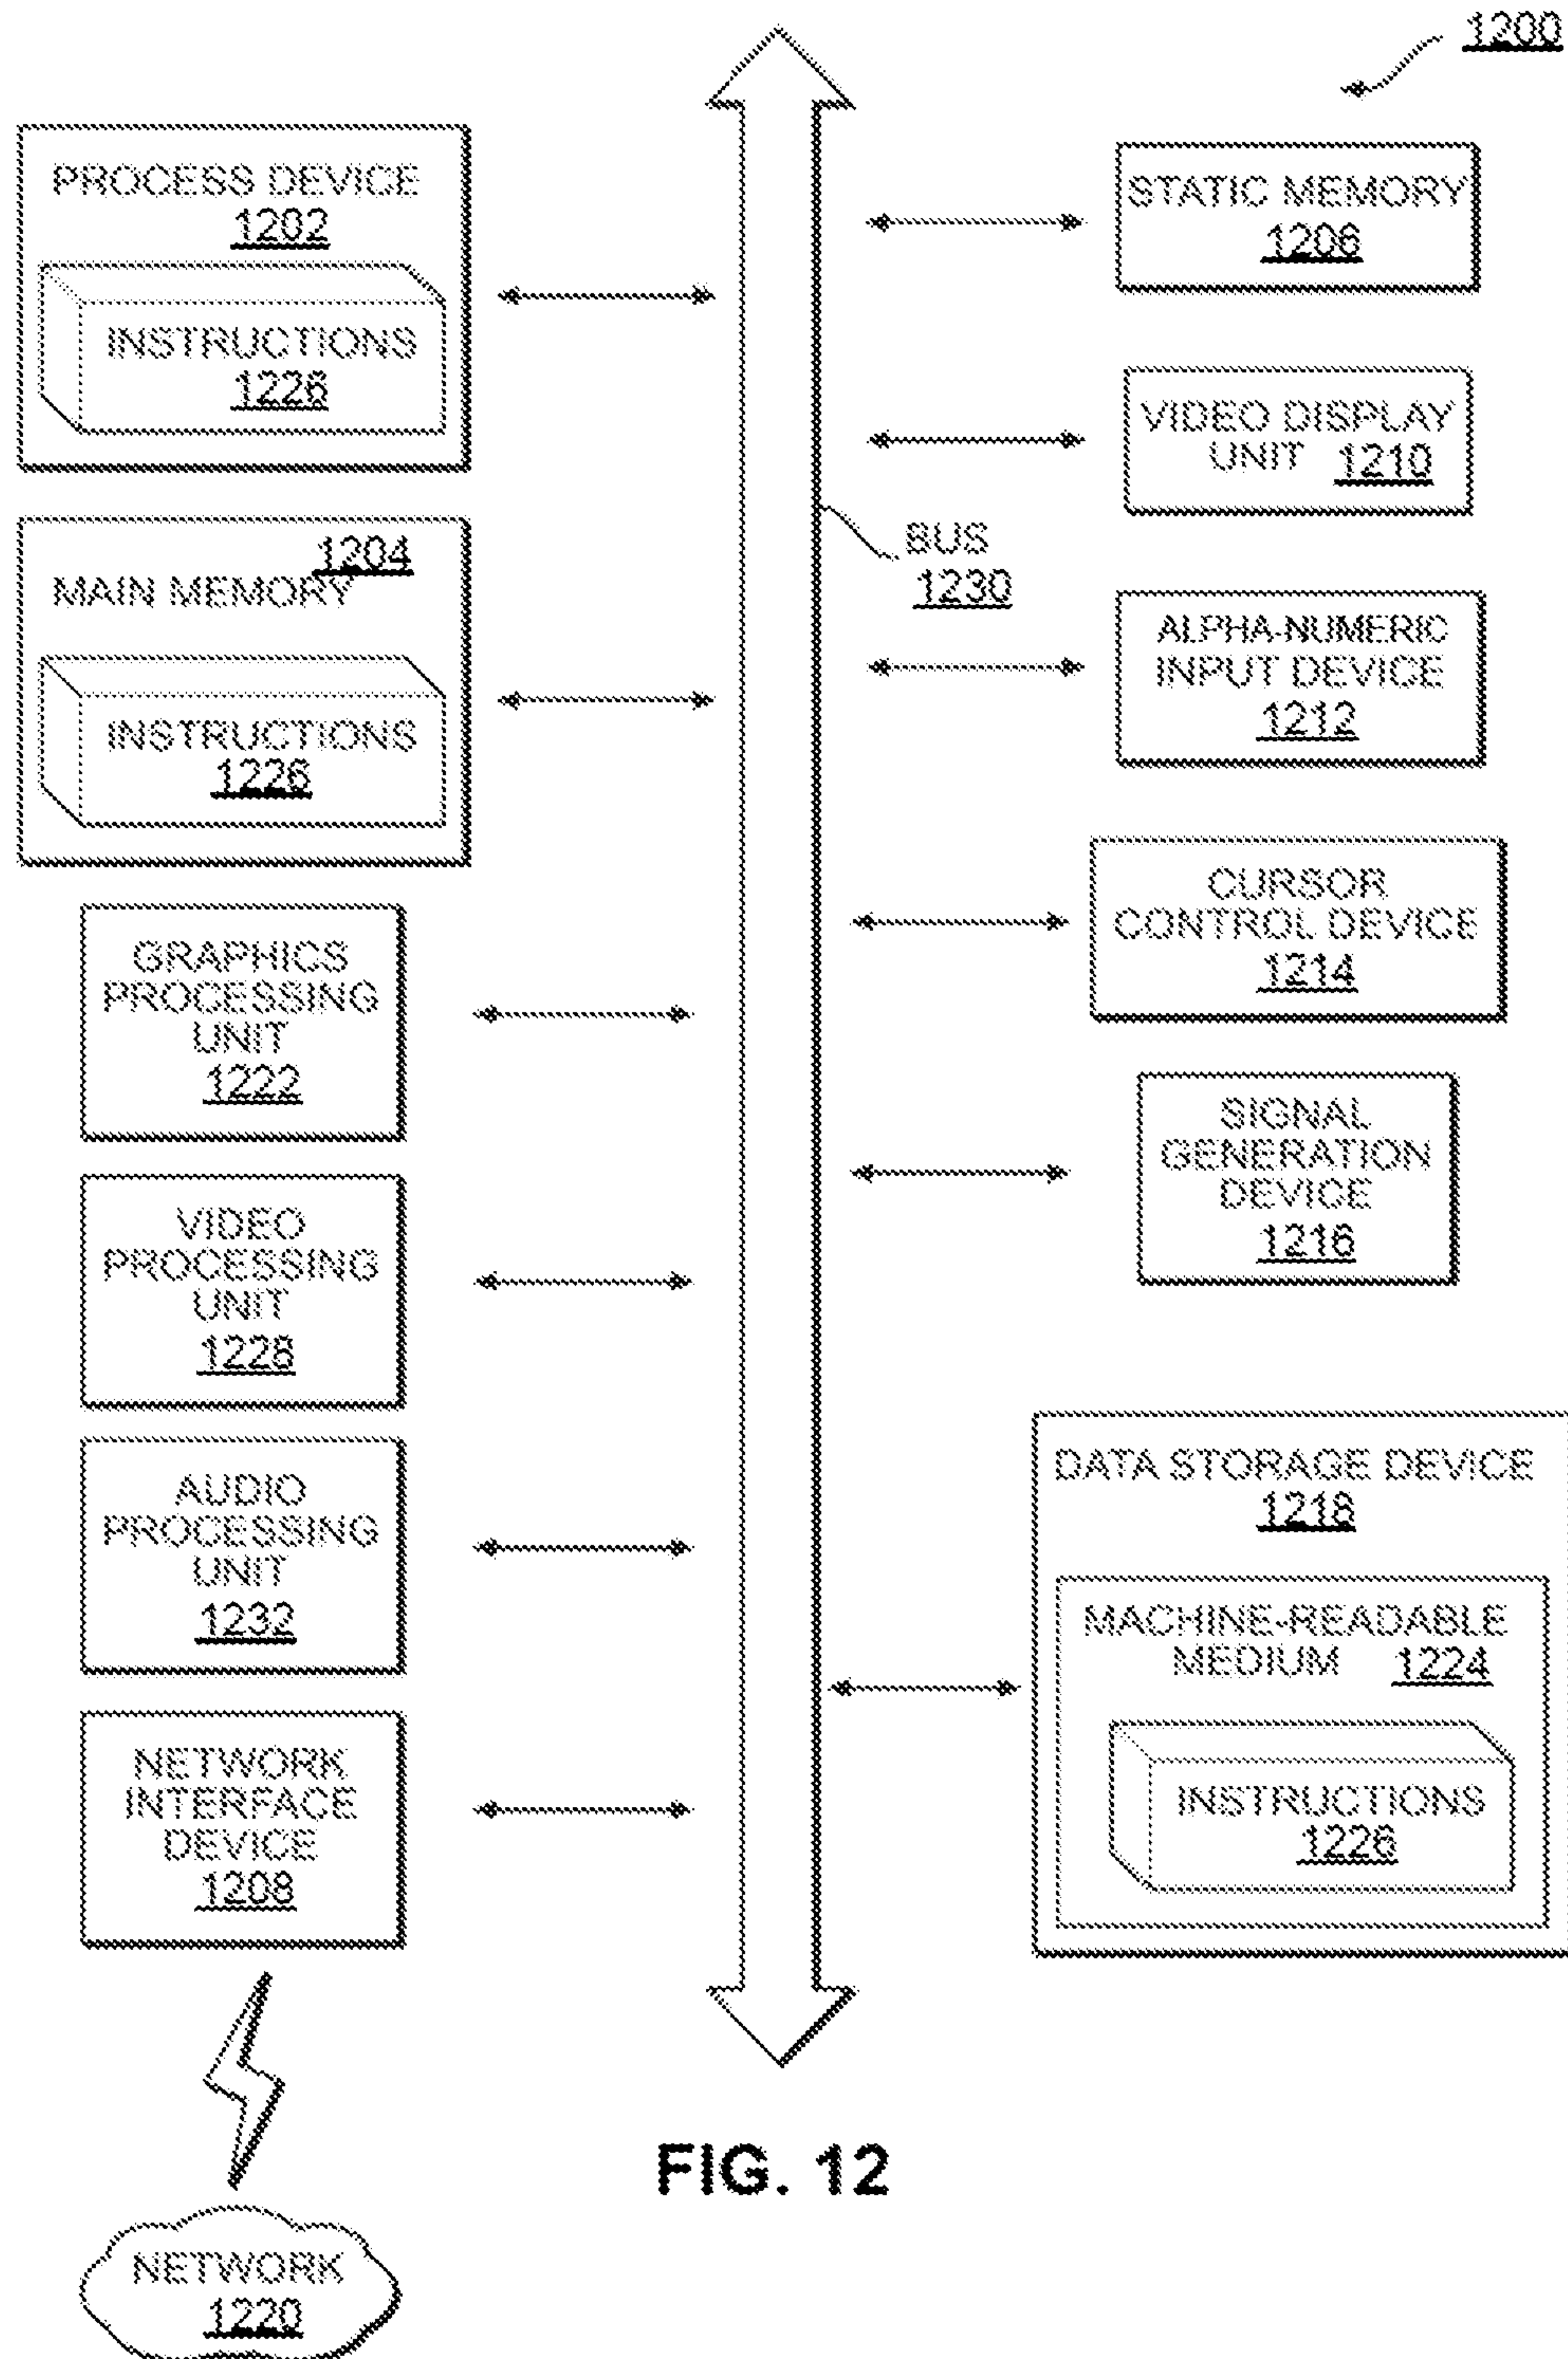 1200
PROCESS DEVICE
1202
INSTRUCTIONS
1226
MAIN MEMORY
1204
INSTRUCTIONS
1226
GRAPHICS
PROCESSING
UNIT
1222
VIDEO
PROCESSING
UNIT
1228
AUDIO
PROCESSING
UNIT
1232
NETWORK
INTERFACE
DEVICE
1208
NETWORK
1220
BUS
1230
STATIC MEMORY
1206
VIDEO DISPLAY
UNIT 1210
ALPHA-NUMERIC
INPUT DEVICE
1212
CURSOR
CONTROL DEVICE
1214
SIGNAL
GENERATION
DEVICE
1216
DATA STORAGE DEVICE
1218
MACHINE-READABLE
MEDIUM 1224
INSTRUCTIONS
1226
FIG. 12